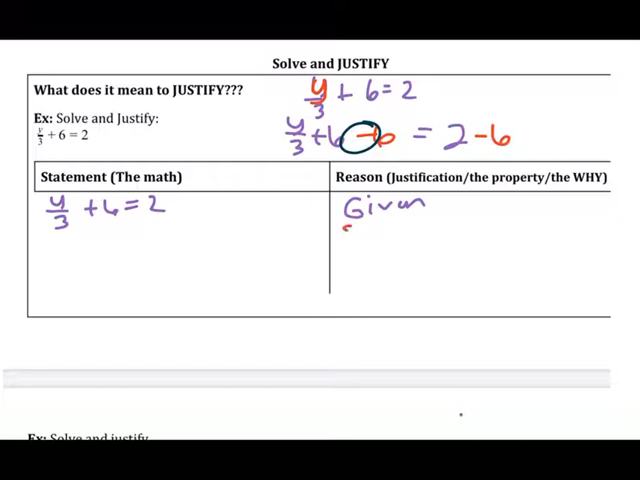 Solve and JUSTIFY
What does it mean to JUSTIFY???
y/3 + 6 = 2
Ex: Solve and Justify:
y/3 + 6 = 2
y/3 + 6 - 6 = 2 - 6
Statement (The math)
Reason (Justification/the property/the WHY)
y/3 + 6 = 2
Given
Ex: Solve and justify